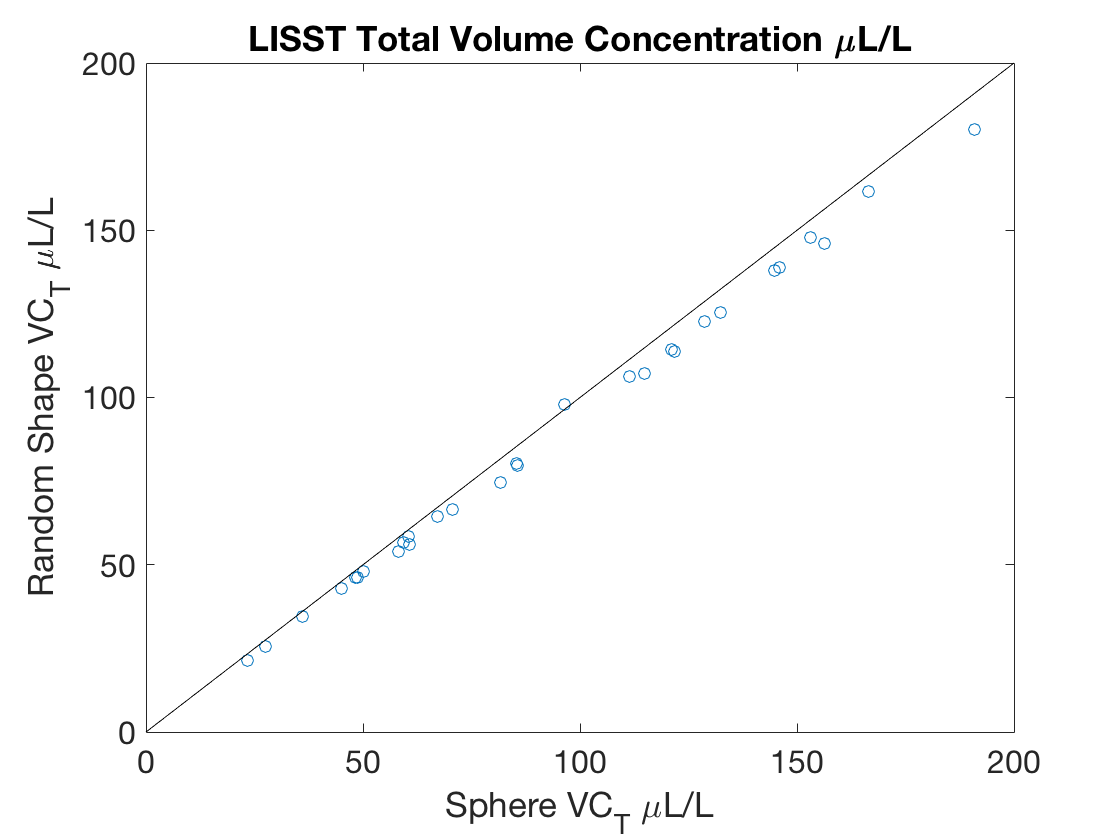 LISST Total Volume Concentration μL/L
200
150
100
50
0
Random Shape VC_T μL/L
0 50 100 150 200
Sphere VC_T μL/L